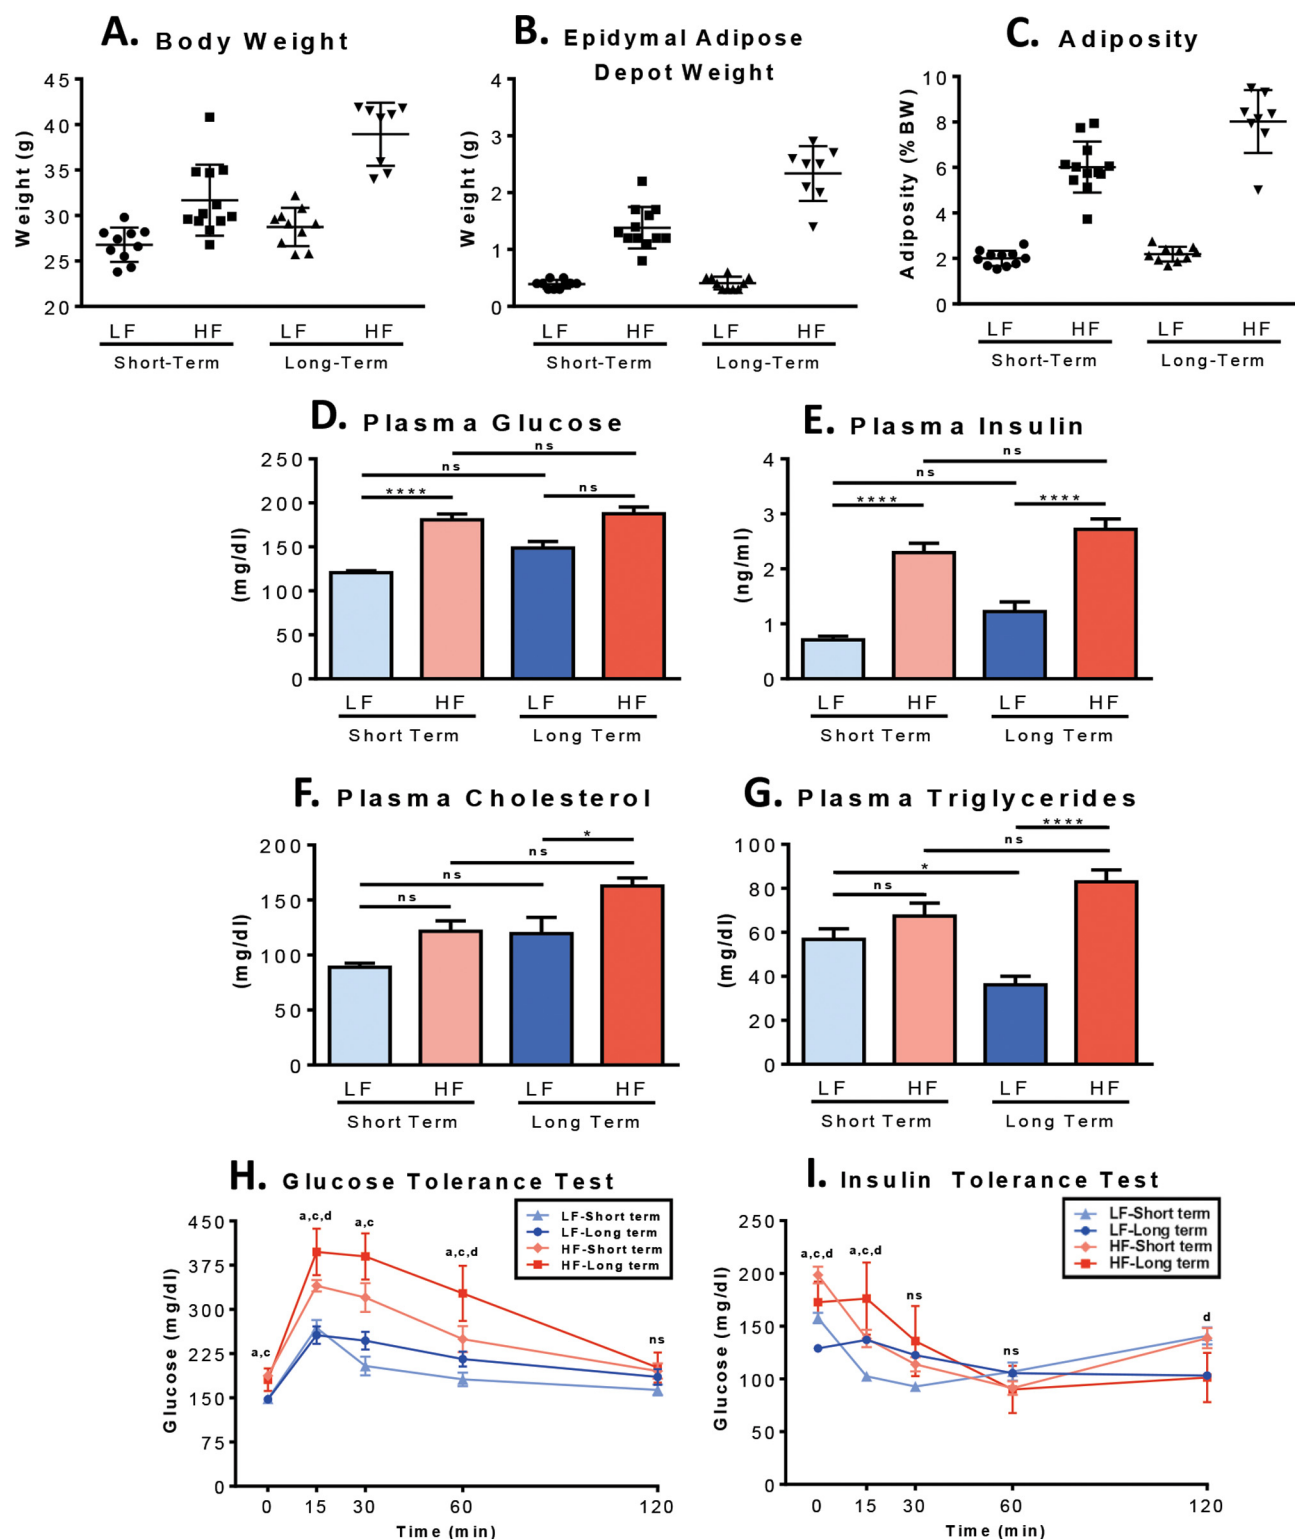 A. Body Weight
B. Epidymal Adipose
Depot Weight
C. Adiposity
Weight (g)
45
40
35
30
25
20
LF HF LF HF
Short-Term Long-Term
Weight (g)
4
3
2
1
0
LF HF LF HF
Short-Term Long-Term
Adiposity (%BW)
10
8
6
4
2
0
LF HF LF HF
Short-Term Long-Term
D. Plasma Glucose
(mg/dl)
250
200
150
100
50
0
ns
ns
**** ns
LF HF LF HF
Short Term Long Term
E. Plasma Insulin
(ng/ml)
4
3
2
1
0
ns
ns
**** ****
LF HF LF HF
Short Term Long Term
F. Plasma Cholesterol
(mg/dl)
200
150
100
50
0
*
ns
ns
ns
LF HF LF HF
Short Term Long Term
G. Plasma Triglycerides
(mg/dl)
100
80
60
40
20
0
****
ns
*
ns
LF HF LF HF
Short Term Long Term
H. Glucose Tolerance Test
Glucose (mg/dl)
450
375
300
225
150
75
0
LF-Short term
LF-Long term
HF-Short term
HF-Long term
a,c a,c,d a,c a,c,d ns
0 15 30 60 120
Time (min)
I. Insulin Tolerance Test
Glucose (mg/dl)
250
200
150
100
50
0
LF-Short term
LF-Long term
HF-Short term
HF-Long term
a,c,d a,c,d ns ns d
0 15 30 60 120
Time (min)